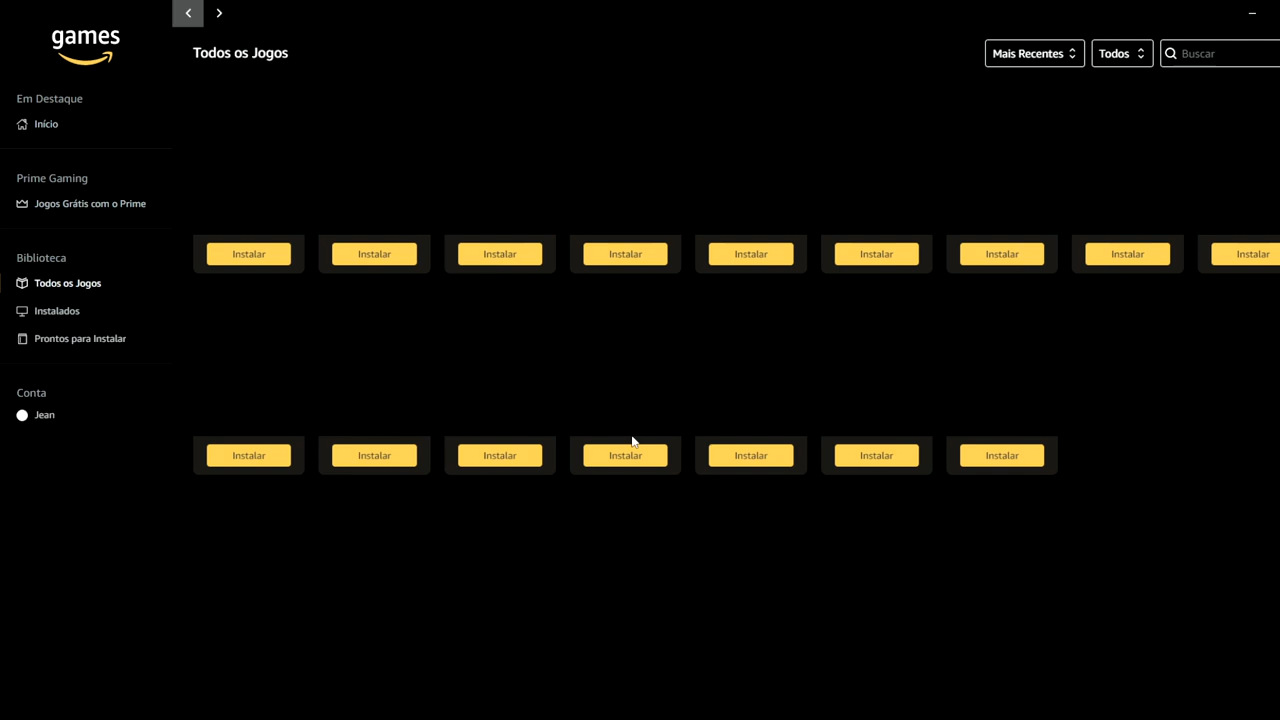 games
Em Destaque
Início
Prime Gaming
Jogos Grátis com o Prime
Biblioteca
Todos os Jogos
Instalados
Prontos para Instalar
Conta
Jean
Todos os Jogos
Mais Recentes
Todos
Buscar
Instalar Instalar Instalar Instalar Instalar Instalar Instalar Instalar Instalar
Instalar Instalar Instalar Instalar Instalar Instalar Instalar